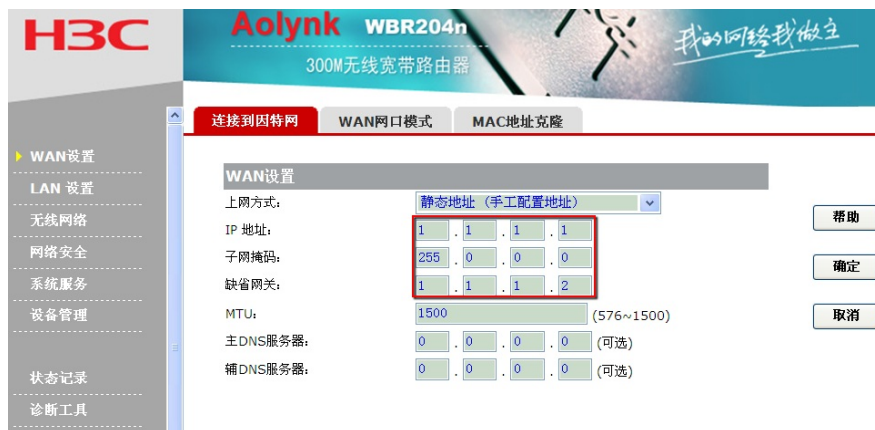 H3C
Aolynk WBR204n
300M无线宽带路由器
我的网络我做主
连接到因特网 WAN网口模式 MAC地址克隆
WAN设置
LAN 设置
无线网络
网络安全
系统服务
设备管理
状态记录
诊断工具
WAN设置
上网方式: 静态地址（手工配置地址）
IP 地址: 1 . 1 . 1 . 1
子网掩码: 255 . 0 . 0 . 0
缺省网关: 1 . 1 . 1 . 2
MTU: 1500 (576~1500)
主DNS服务器: 0 . 0 . 0 . 0 (可选)
辅DNS服务器: 0 . 0 . 0 . 0 (可选)
帮助
确定
取消